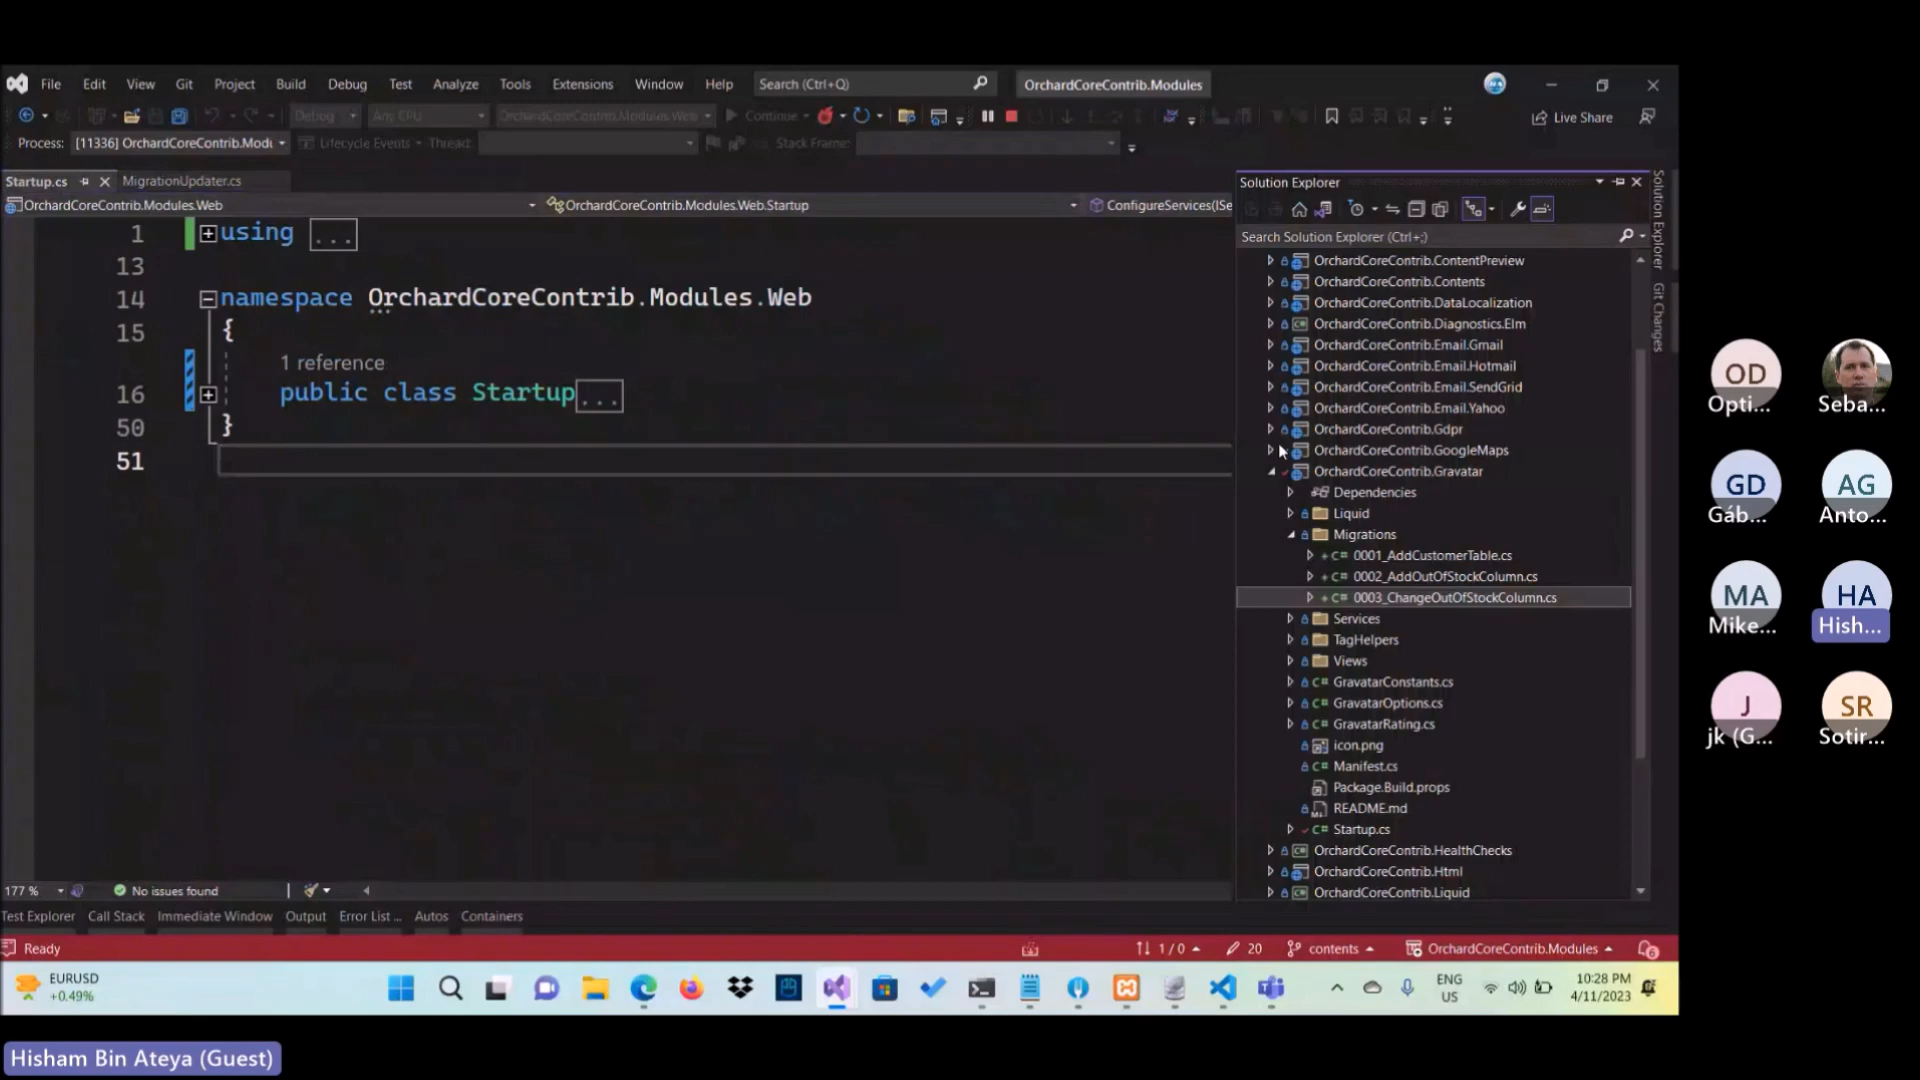 File Edit View Git Project Build Debug Test Analyze Tools Extensions Window Help Search (Ctrl+Q) OrchardCoreContrib.Modules
Debug Any CPU OrchardCoreContrib.Modules.Web Continue Live Share
Process: [11336] OrchardCoreContrib.Modu Lifecycle Events Thread: Stack Frame:
Startup.cs MigrationUpdater.cs
OrchardCoreContrib.Modules.Web OrchardCoreContrib.Modules.Web.Startup ConfigureServices(ISe
1 using ...
13
14 namespace OrchardCoreContrib.Modules.Web
15 {
1 reference
16 public class Startup...
50 }
51
177 % No issues found
Solution Explorer
Search Solution Explorer (Ctrl+;)
OrchardCoreContrib.ContentPreview
OrchardCoreContrib.Contents
OrchardCoreContrib.DataLocalization
OrchardCoreContrib.Diagnostics.Elm
OrchardCoreContrib.Email.Gmail
OrchardCoreContrib.Email.Hotmail
OrchardCoreContrib.Email.SendGrid
OrchardCoreContrib.Email.Yahoo
OrchardCoreContrib.Gdpr
OrchardCoreContrib.GoogleMaps
OrchardCoreContrib.Gravatar
Dependencies
Liquid
Migrations
0001_AddCustomerTable.cs
0002_AddOutOfStockColumn.cs
0003_ChangeOutOfStockColumn.cs
Services
TagHelpers
Views
GravatarConstants.cs
GravatarOptions.cs
GravatarRating.cs
icon.png
Manifest.cs
Package.Build.props
README.md
Startup.cs
OrchardCoreContrib.HealthChecks
OrchardCoreContrib.Html
OrchardCoreContrib.Liquid
Solution Explorer
Git Changes
Test Explorer Call Stack Immediate Window Output Error List ... Autos Containers
Ready 1 / 0 20 contents OrchardCoreContrib.Modules
EURUSD
+0.49%
ENG
US
10:28 PM
4/11/2023
OD
Opti...
Seba...
GD
Gáb...
AG
Anto...
MA
Mike...
HA
Hish...
J
jk (G...
SR
Sotir...
Hisham Bin Ateya (Guest)